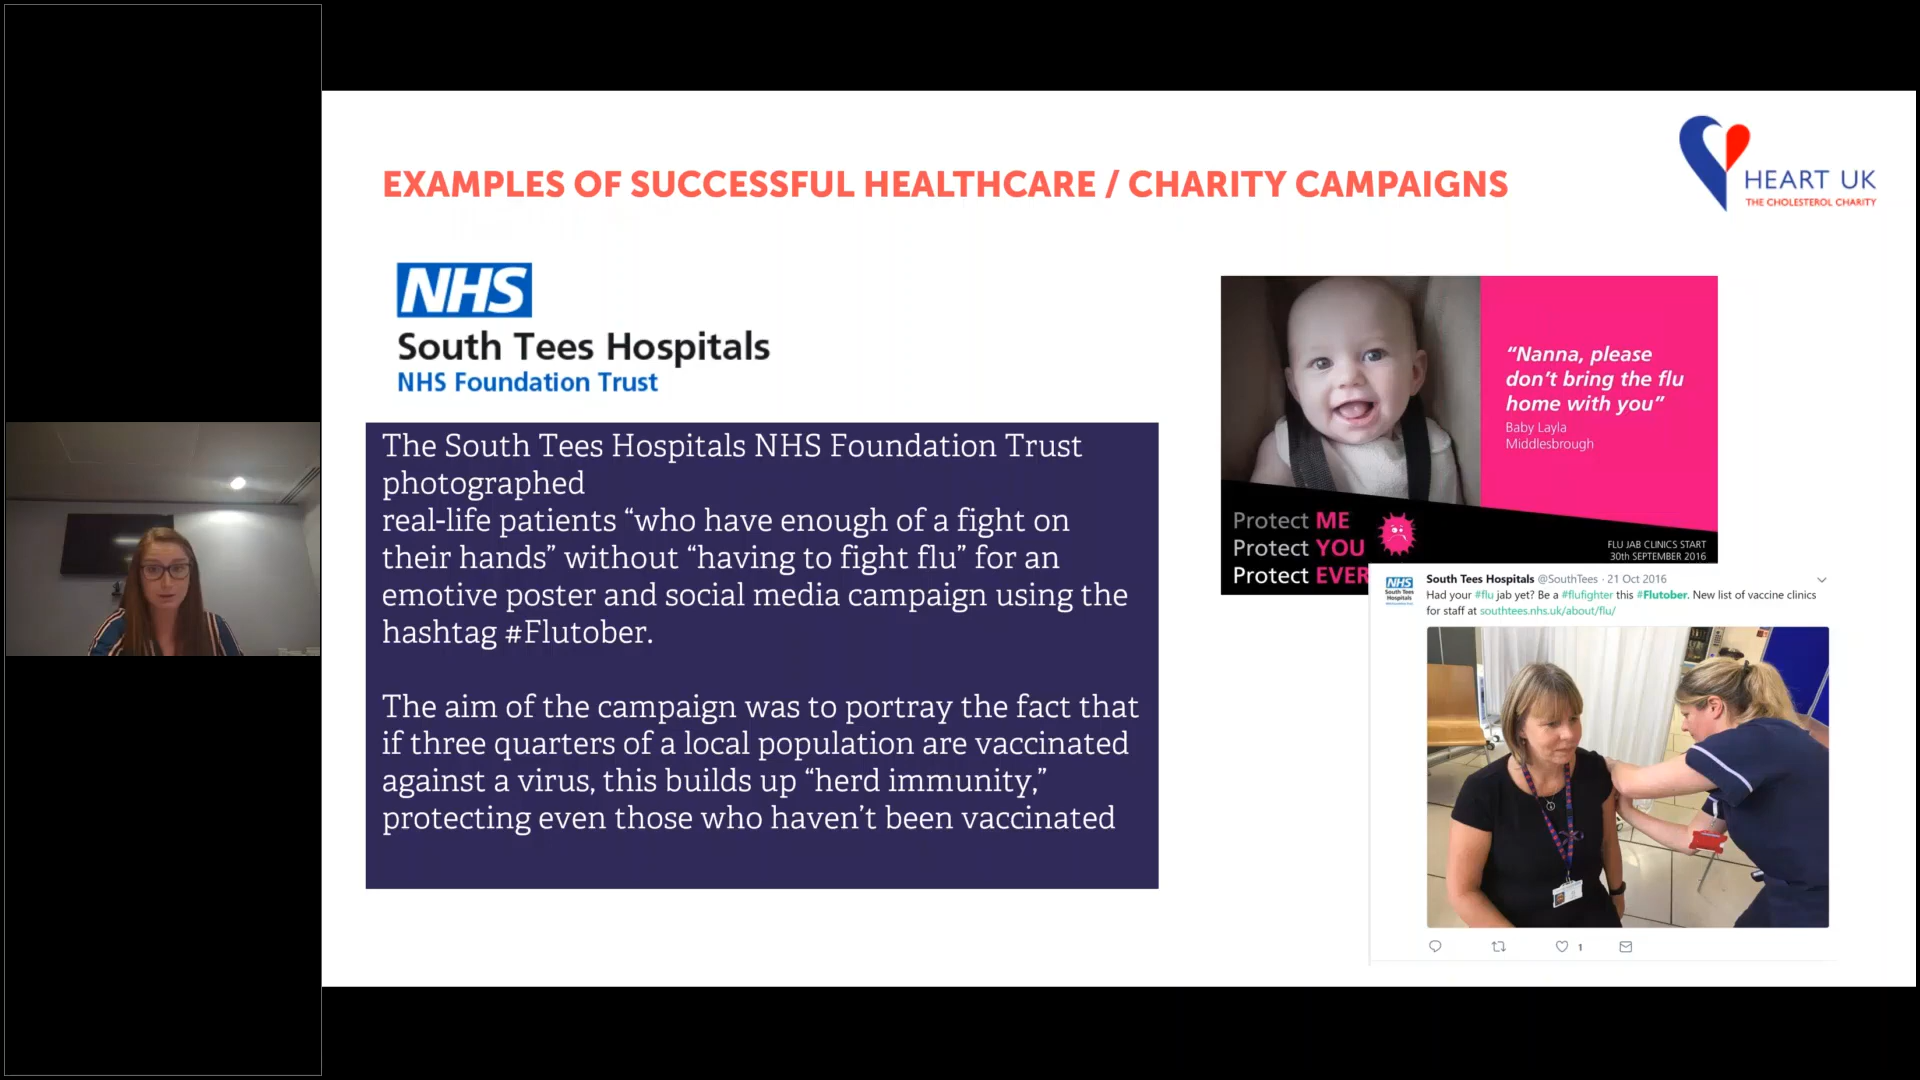 EXAMPLES OF SUCCESSFUL HEALTHCARE / CHARITY CAMPAIGNS
HEART UK
THE CHOLESTEROL CHARITY
NHS
South Tees Hospitals
NHS Foundation Trust
The South Tees Hospitals NHS Foundation Trust
photographed
real-life patients “who have enough of a fight on
their hands” without “having to fight flu” for an
emotive poster and social media campaign using the
hashtag #Flutober.
The aim of the campaign was to portray the fact that
if three quarters of a local population are vaccinated
against a virus, this builds up “herd immunity,”
protecting even those who haven’t been vaccinated
“Nanna, please
don’t bring the flu
home with you”
Baby Layla
Middlesbrough
Protect ME
Protect YOU
Protect EVER
FLU JAB CLINICS START
30th SEPTEMBER 2016
NHS
South Tees
Hospitals
South Tees Hospitals @SouthTees · 21 Oct 2016
Had your #flu jab yet? Be a #flufighter this #Flutober. New list of vaccine clinics
for staff at southtees.nhs.uk/about/flu/
1